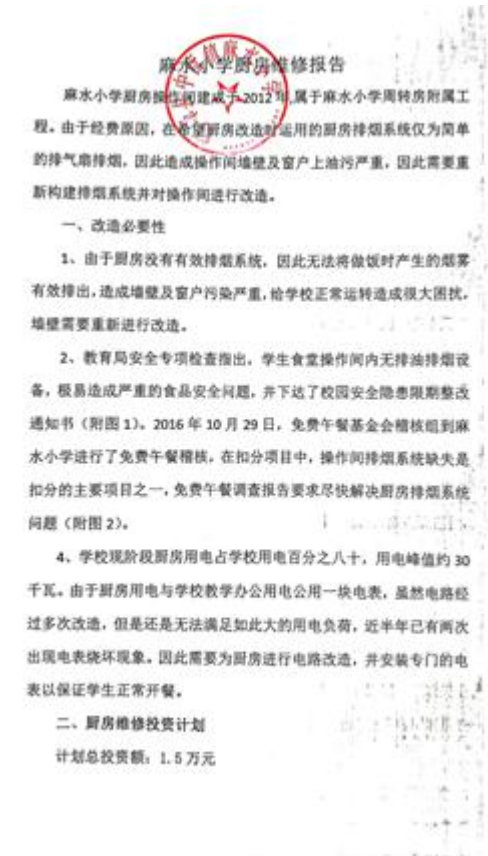 麻水小学厨房维修报告
麻水小学厨房操作间建成于2012年,属于麻水小学周转房附属工
程。由于经费原因,在希望厨房改造时运用的厨房排烟系统仅为简单
的排气扇排烟,因此造成操作间墙壁及窗户上油污严重,因此需要重
新构建排烟系统并对操作间进行改造。
一、改造必要性
1、由于厨房没有有效排烟系统,因此无法将做饭时产生的烟雾
有效排出,造成墙壁及窗户污染严重,给学校正常运转造成很大困扰,
墙壁需要重新进行改造。
2、教育局安全专项检查指出,学生食堂操作间内无排油排烟设
备,极易造成严重的食品安全问题,并下达了校园安全隐患限期整改
通知书(附图1)。2016年10月29日,免费午餐基金会稽核组到麻
水小学进行了免费午餐稽核,在扣分项目中,操作间排烟系统缺失是
扣分的主要项目之一,免费午餐调查报告要求尽快解决厨房排烟系统
问题(附图2)。
4、学校现阶段厨房用电占学校用电百分之八十,用电峰值约30
千瓦。由于厨房用电与学校教学办公用电公用一块电表,虽然电路经
过多次改造,但是还是无法满足如此大的用电负荷,近半年已有两次
出现电表烧坏现象。因此需要为厨房进行电路改造,并安装专门的电
表以保证学生正常开餐。
二、厨房维修投资计划
计划总投资额:1.5万元